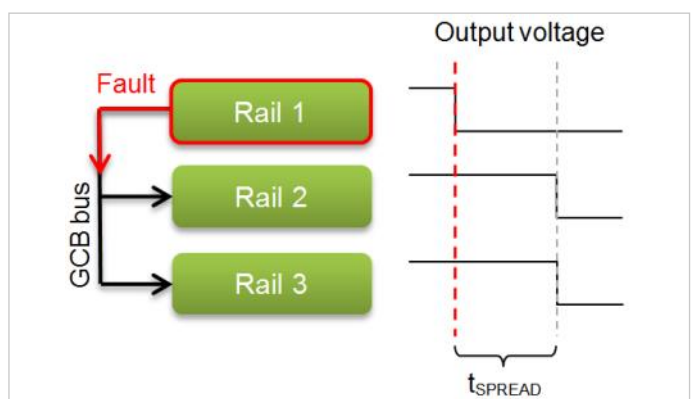 Output voltage
Fault
Rail 1
Rail 2
Rail 3
GCB bus
tSPREAD